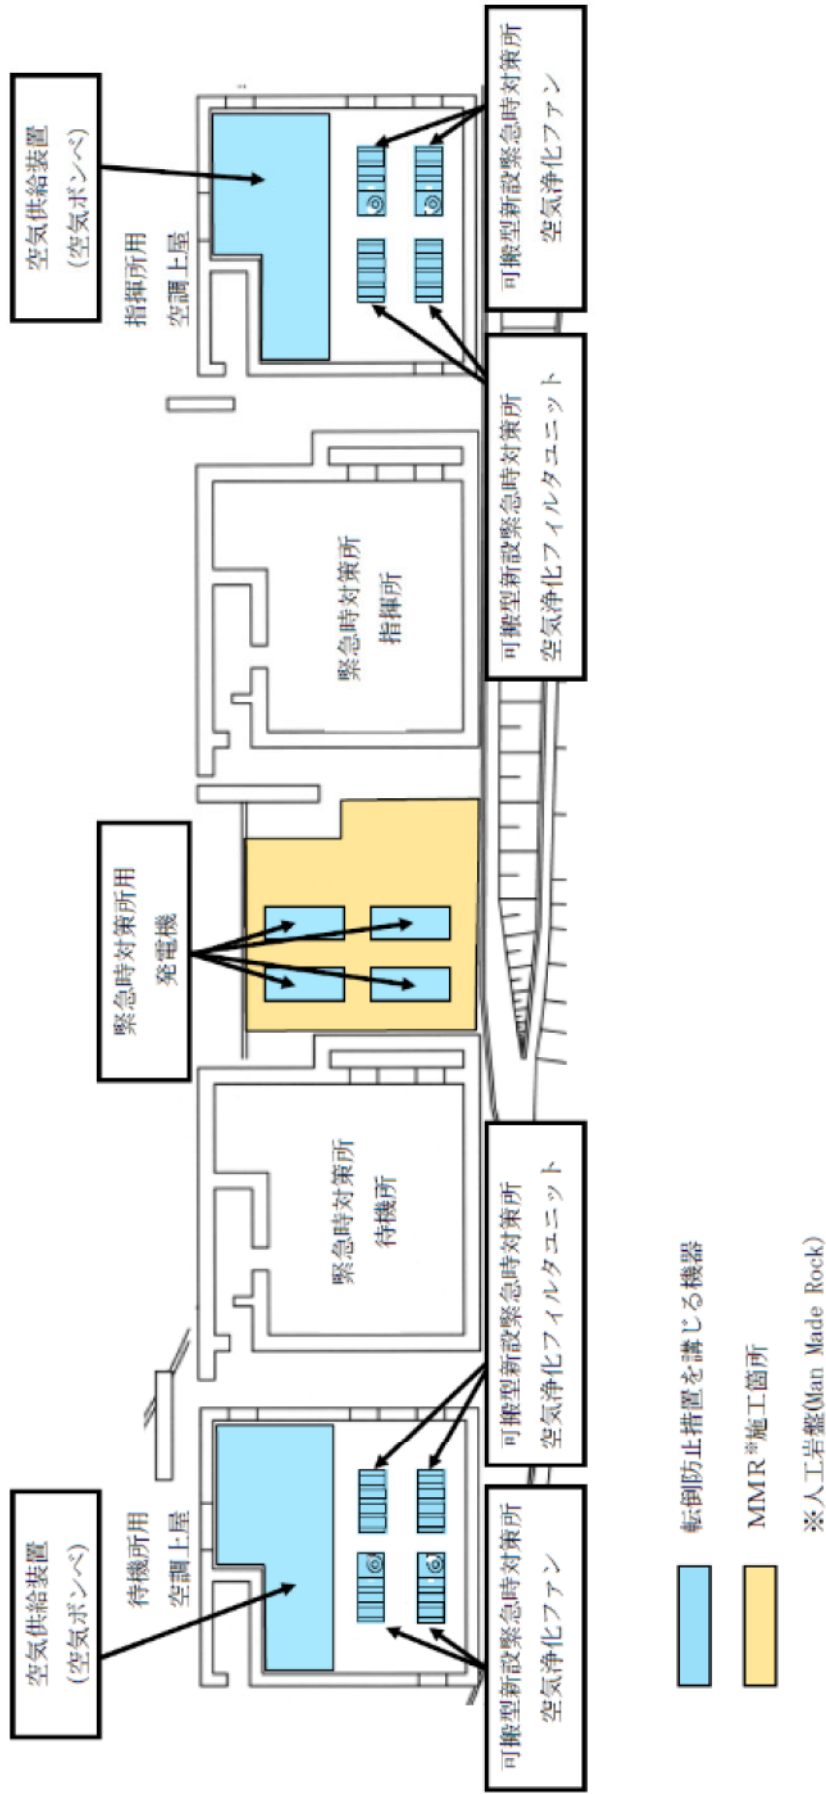 空気供給装置
(空気ボンベ)
待機所用
空調上屋
可搬型新設緊急時対策所
空気浄化ファン
可搬型新設緊急時対策所
空気浄化フィルタユニット
緊急時対策所
待機所
緊急時対策所用
発電機
緊急時対策所
指揮所
空気供給装置
(空気ボンベ)
指揮所用
空調上屋
可搬型新設緊急時対策所
空気浄化フィルタユニット
可搬型新設緊急時対策所
空気浄化ファン
転倒防止措置を講じる機器
MMR※施工箇所
※人工岩盤(Man Made Rock)